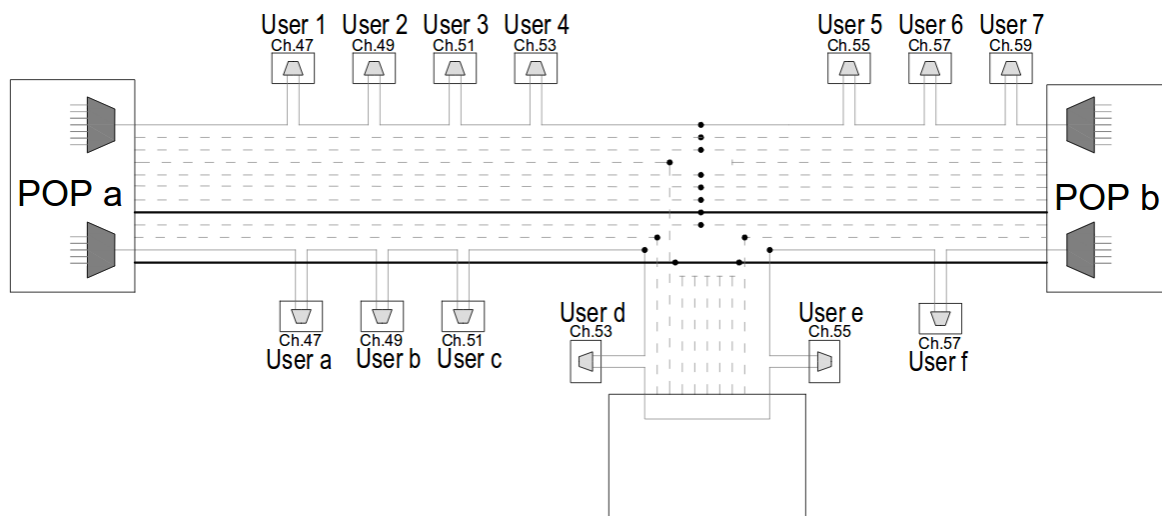 User 1
Ch.47
User 2
Ch.49
User 3
Ch.51
User 4
Ch.53
User 5
Ch.55
User 6
Ch.57
User 7
Ch.59
POP a
POP b
Ch.47
User a
Ch.49
User b
Ch.51
User c
User d
Ch.53
User e
Ch.55
Ch.57
User f